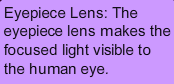 Eyepiece Lens: The
eyepiece lens makes the
focused light visible to
the human eye.